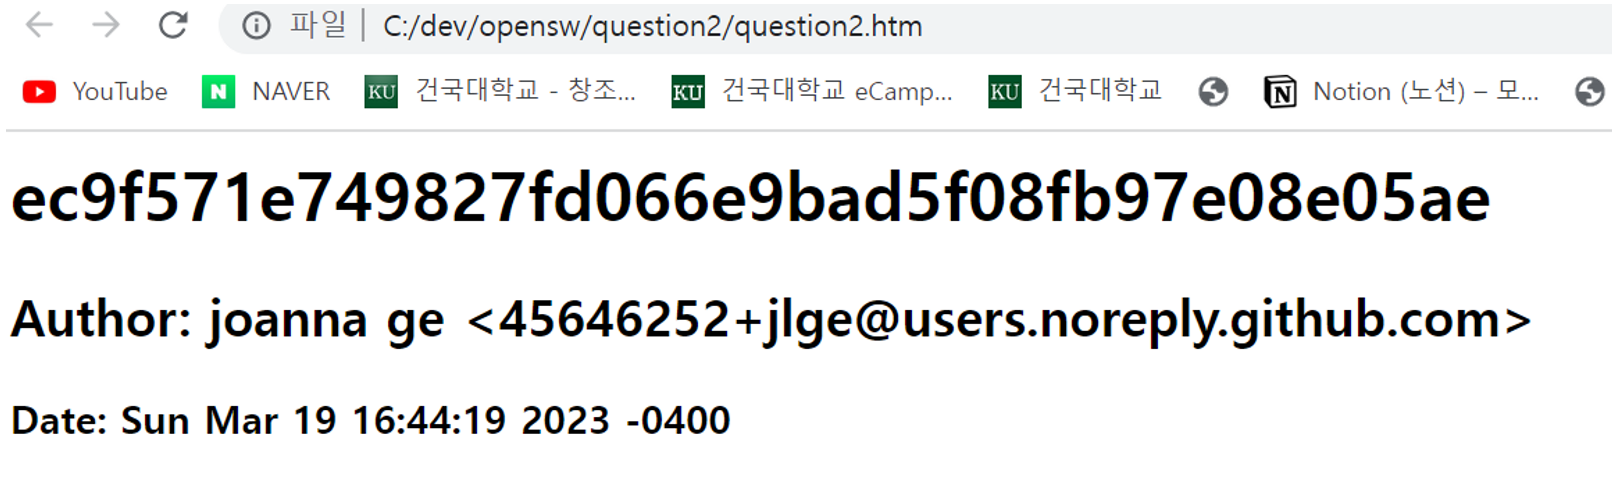 파일 | C:/dev/opensw/question2/question2.htm
YouTube N NAVER KU 건국대학교 - 창조... KU 건국대학교 eCamp... KU 건국대학교 N Notion (노션) – 모...
ec9f571e749827fd066e9bad5f08fb97e08e05ae
Author: joanna ge <45646252+jlge@users.noreply.github.com>
Date: Sun Mar 19 16:44:19 2023 -0400